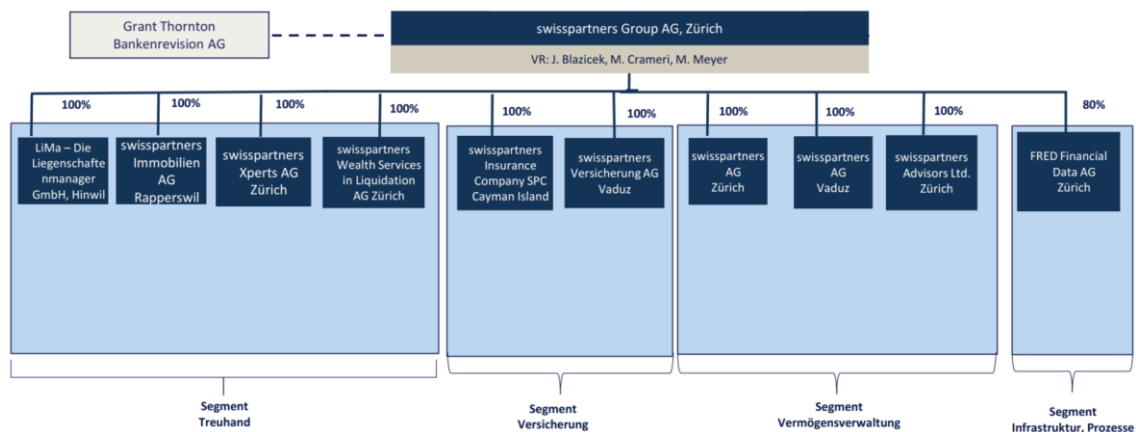 Grant Thornton
Bankenrevision AG
swisspartners Group AG, Zürich
VR: J. Blazicek, M. Crameri, M. Meyer
100%
100%
100%
100%
100%
100%
100%
100%
100%
80%
LiMa – Die
Liegenschafte
nmanager
GmbH, Hinwil
swisspartners
Immobilien
AG
Rapperswil
swisspartners
Xperts AG
Zürich
swisspartners
Wealth Services
in Liquidation
AG Zürich
swisspartners
Insurance
Company SPC
Cayman Island
swisspartners
Versicherung AG
Vaduz
swisspartners
AG
Zürich
swisspartners
AG
Vaduz
swisspartners
Advisors Ltd.
Zürich
FRED Financial
Data AG
Zürich
Segment
Treuhand
Segment
Versicherung
Segment
Vermögensverwaltung
Segment
Infrastruktur, Prozesse